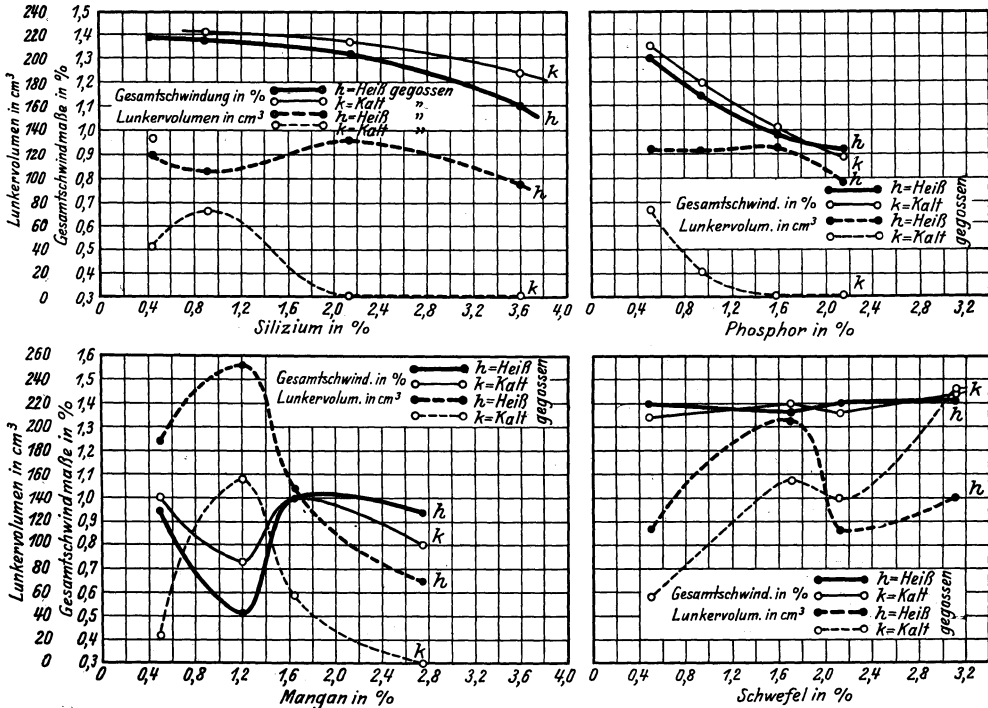 Lunkervolumen in cm³
Gesamtschwindmaße in %
240 1,5
220 1,4
200 1,3
180 1,2
160 1,1
140 1,0
120 0,9
100 0,8
80 0,7
60 0,6
40 0,5
20 0,4
0 0,3
Gesamtschwindung in %
Lunkervolumen in cm³
h=Heiß gegossen
k=Kalt "
h=Heiß "
k=Kalt "
k
h
h
k
0 0,4 0,8 1,2 1,6 2,0 2,4 2,8 3,2 3,6 4,0
Silizium in %
h
k
h
k
Gesamtschwind. in %
Lunkervolum. in cm³
h=Heiß
k=Kalt
h=Heiß
k=Kalt
gegossen
0 0,4 0,8 1,2 1,6 2,0 2,4 2,8 3,2
Phosphor in %
Lunkervolumen in cm³
Gesamtschwindmaße in %
260 1,6
240 1,5
220 1,4
200 1,3
180 1,2
160 1,1
140 1,0
120 0,9
100 0,8
80 0,7
60 0,6
40 0,5
20 0,4
0 0,3
Gesamtschwind. in %
Lunkervolum. in cm³
h=Heiß
k=Kalt
h=Heiß
k=Kalt
gegossen
h
k
h
k
0 0,4 0,8 1,2 1,6 2,0 2,4 2,8 3,2 3,6 4,0
Mangan in %
k
h
h
Gesamtschwind. in %
Lunkervolum. in cm³
h=Heiß
k=Kalt
h=Heiß
k=Kalt
gegossen
0 0,4 0,8 1,2 1,6 2,0 2,4 2,8 3,2
Schwefel in %